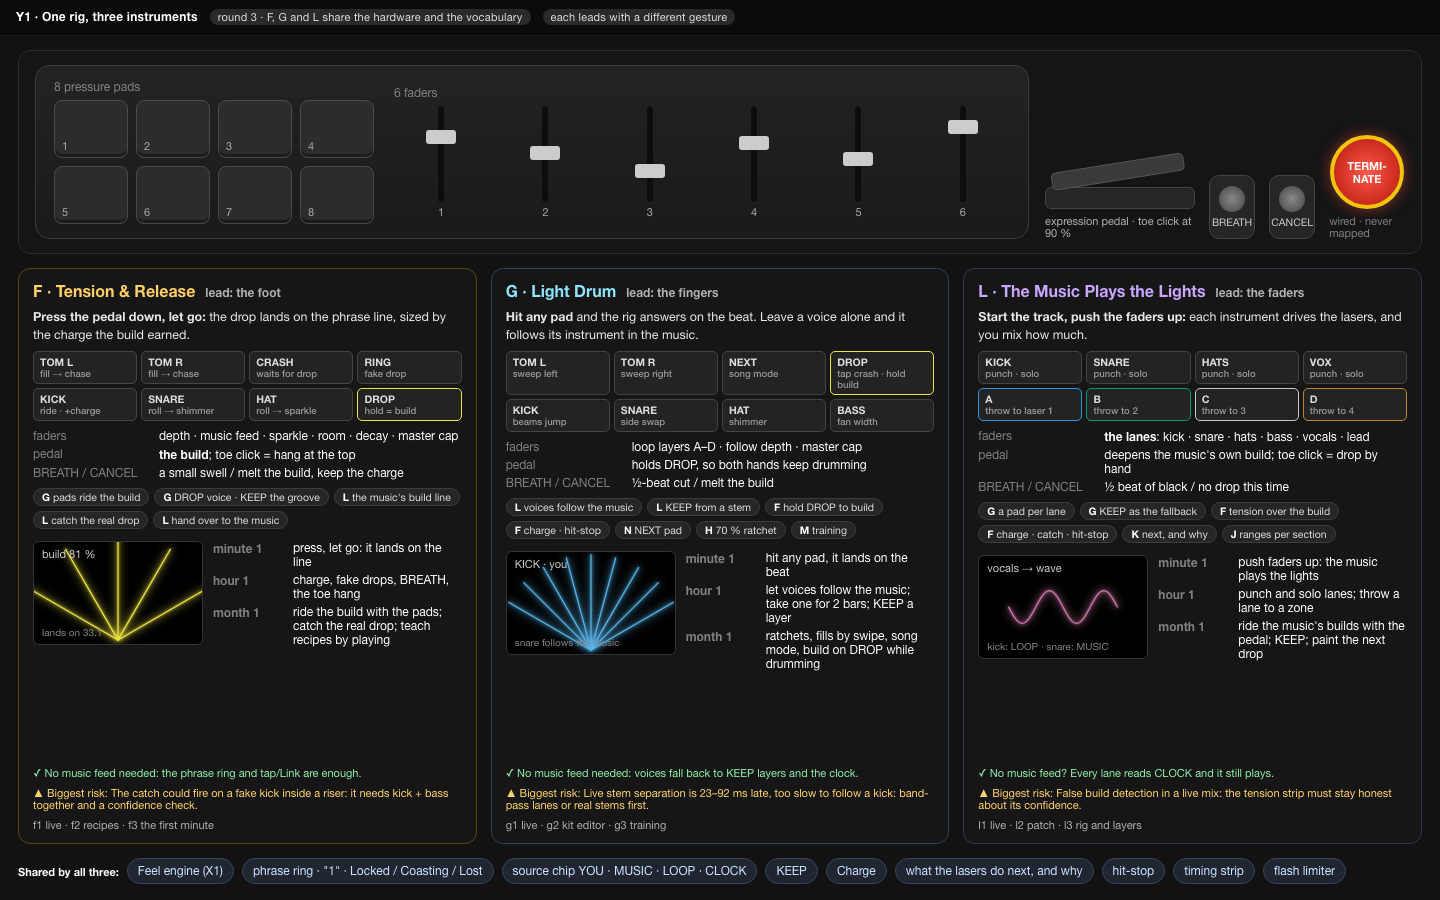 Y1 · One rig, three instruments
round 3 · F, G and L share the hardware and the vocabulary
each leads with a different gesture
8 pressure pads
1
2
3
4
5
6
7
8
6 faders
1
2
3
4
5
6
expression pedal · toe click at
90 %
BREATH
CANCEL
TERMI-
NATE
wired · never
mapped
F · Tension & Release lead: the foot
Press the pedal down, let go: the drop lands on the phrase line, sized by
the charge the build earned.
TOM L
fill → chase
TOM R
fill → chase
CRASH
waits for drop
RING
fake drop
KICK
ride · +charge
SNARE
roll → shimmer
HAT
roll → sparkle
DROP
hold = build
faders depth · music feed · sparkle · room · decay · master cap
pedal the build; toe click = hang at the top
BREATH / CANCEL a small swell / melt the build, keep the charge
G pads ride the build
G DROP voice · KEEP the groove
L the music's build line
L catch the real drop
L hand over to the music
build 81 %
lands on 33.1
minute 1 press, let go: it lands on the
line
hour 1 charge, fake drops, BREATH,
the toe hang
month 1 ride the build with the pads;
catch the real drop; teach
recipes by playing
✓ No music feed needed: the phrase ring and tap/Link are enough.
▲ Biggest risk: The catch could fire on a fake kick inside a riser: it needs kick + bass
together and a confidence check.
f1 live · f2 recipes · f3 the first minute
G · Light Drum lead: the fingers
Hit any pad and the rig answers on the beat. Leave a voice alone and it
follows its instrument in the music.
TOM L
sweep left
TOM R
sweep right
NEXT
song mode
DROP
tap crash · hold
build
KICK
beams jump
SNARE
side swap
HAT
shimmer
BASS
fan width
faders loop layers A–D · follow depth · master cap
pedal holds DROP, so both hands keep drumming
BREATH / CANCEL ½-beat cut / melt the build
L voices follow the music
L KEEP from a stem
F hold DROP to build
F charge · hit-stop
N NEXT pad
H 70 % ratchet
M training
KICK · you
snare follows the music
minute 1 hit any pad, it lands on the
beat
hour 1 let voices follow the music;
take one for 2 bars; KEEP a
layer
month 1 ratchets, fills by swipe, song
mode, build on DROP while
drumming
✓ No music feed needed: voices fall back to KEEP layers and the clock.
▲ Biggest risk: Live stem separation is 23–92 ms late, too slow to follow a kick: band-
pass lanes or real stems first.
g1 live · g2 kit editor · g3 training
L · The Music Plays the Lights lead: the faders
Start the track, push the faders up: each instrument drives the lasers, and
you mix how much.
KICK
punch · solo
SNARE
punch · solo
HATS
punch · solo
VOX
punch · solo
A
throw to laser 1
B
throw to 2
C
throw to 3
D
throw to 4
faders the lanes: kick · snare · hats · bass · vocals · lead
pedal deepens the music's own build; toe click = drop by
hand
BREATH / CANCEL ½ beat of black / no drop this time
G a pad per lane
G KEEP as the fallback
F tension over the build
F charge · catch · hit-stop
K next, and why
J ranges per section
vocals → wave
kick: LOOP · snare: MUSIC
minute 1 push faders up: the music
plays the lights
hour 1 punch and solo lanes; throw a
lane to a zone
month 1 ride the music's builds with the
pedal; KEEP; paint the next
drop
✓ No music feed? Every lane reads CLOCK and it still plays.
▲ Biggest risk: False build detection in a live mix: the tension strip must stay honest
about its confidence.
l1 live · l2 patch · l3 rig and layers
Shared by all three:
Feel engine (X1)
phrase ring · "1" · Locked / Coasting / Lost
source chip YOU · MUSIC · LOOP · CLOCK
KEEP
Charge
what the lasers do next, and why
hit-stop
timing strip
flash limiter